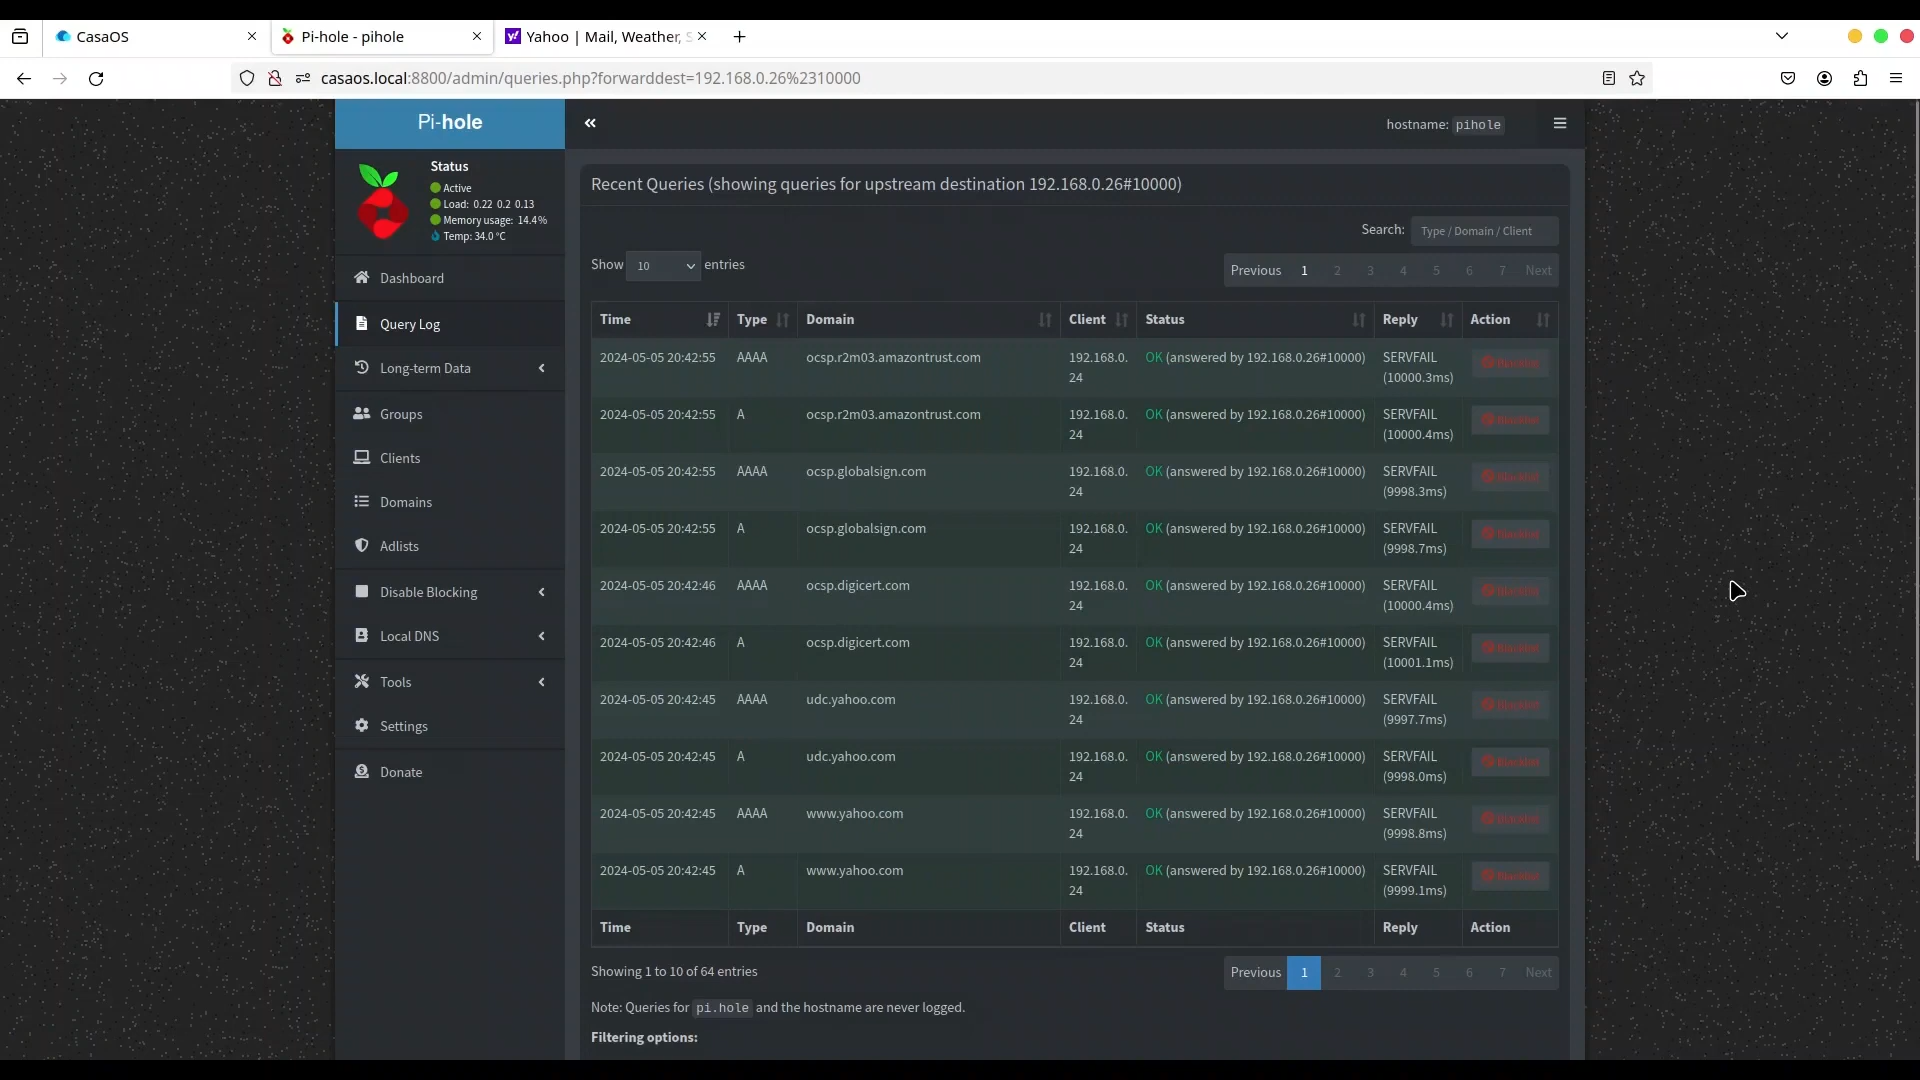 CasaOS
Pi-hole - pihole
Yahoo | Mail, Weather, S
casaos.local:8800/admin/queries.php?forwarddest=192.168.0.26%2310000
Pi-hole
hostname: pihole
Status
Active
Load: 0.22 0.2 0.13
Memory usage: 14.4%
Temp: 34.0 °C
Dashboard
Query Log
Long-term Data
Groups
Clients
Domains
Adlists
Disable Blocking
Local DNS
Tools
Settings
Donate
Recent Queries (showing queries for upstream destination 192.168.0.26#10000)
Search: Type / Domain / Client
Show 10 entries
Previous 1 2 3 4 5 6 7 Next
Time Type Domain Client Status Reply Action
2024-05-05 20:42:55 AAAA ocsp.r2m03.amazontrust.com 192.168.0. OK (answered by 192.168.0.26#10000) SERVFAIL
24 (10000.3ms)
2024-05-05 20:42:55 A ocsp.r2m03.amazontrust.com 192.168.0. OK (answered by 192.168.0.26#10000) SERVFAIL
24 (10000.4ms)
2024-05-05 20:42:55 AAAA ocsp.globalsign.com 192.168.0. OK (answered by 192.168.0.26#10000) SERVFAIL
24 (9998.3ms)
2024-05-05 20:42:55 A ocsp.globalsign.com 192.168.0. OK (answered by 192.168.0.26#10000) SERVFAIL
24 (9998.7ms)
2024-05-05 20:42:46 AAAA ocsp.digicert.com 192.168.0. OK (answered by 192.168.0.26#10000) SERVFAIL
24 (10000.4ms)
2024-05-05 20:42:46 A ocsp.digicert.com 192.168.0. OK (answered by 192.168.0.26#10000) SERVFAIL
24 (10001.1ms)
2024-05-05 20:42:45 AAAA udc.yahoo.com 192.168.0. OK (answered by 192.168.0.26#10000) SERVFAIL
24 (9997.7ms)
2024-05-05 20:42:45 A udc.yahoo.com 192.168.0. OK (answered by 192.168.0.26#10000) SERVFAIL
24 (9998.0ms)
2024-05-05 20:42:45 AAAA www.yahoo.com 192.168.0. OK (answered by 192.168.0.26#10000) SERVFAIL
24 (9998.8ms)
2024-05-05 20:42:45 A www.yahoo.com 192.168.0. OK (answered by 192.168.0.26#10000) SERVFAIL
24 (9999.1ms)
Time Type Domain Client Status Reply Action
Showing 1 to 10 of 64 entries
Previous 1 2 3 4 5 6 7 Next
Note: Queries for pi.hole and the hostname are never logged.
Filtering options: